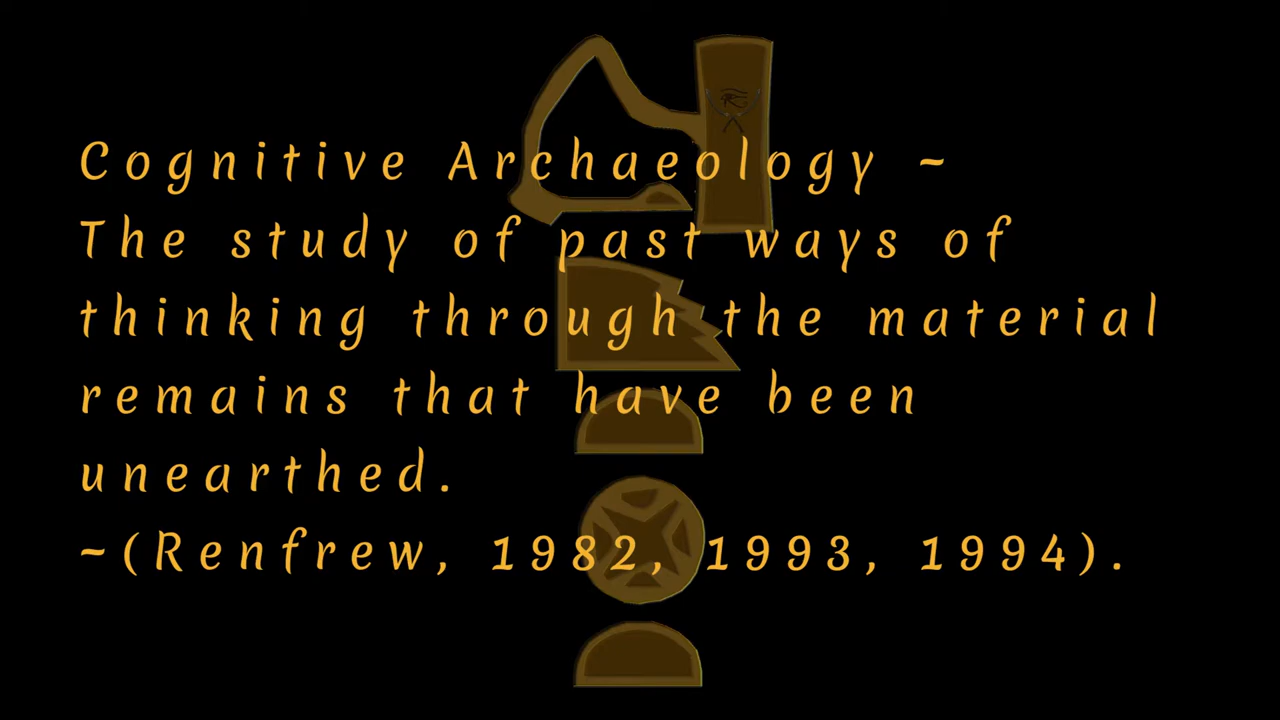 Cognitive Archaeology ~
The study of past ways of
thinking through the material
remains that have been
unearthed.
~(Renfrew, 1982, 1993, 1994).